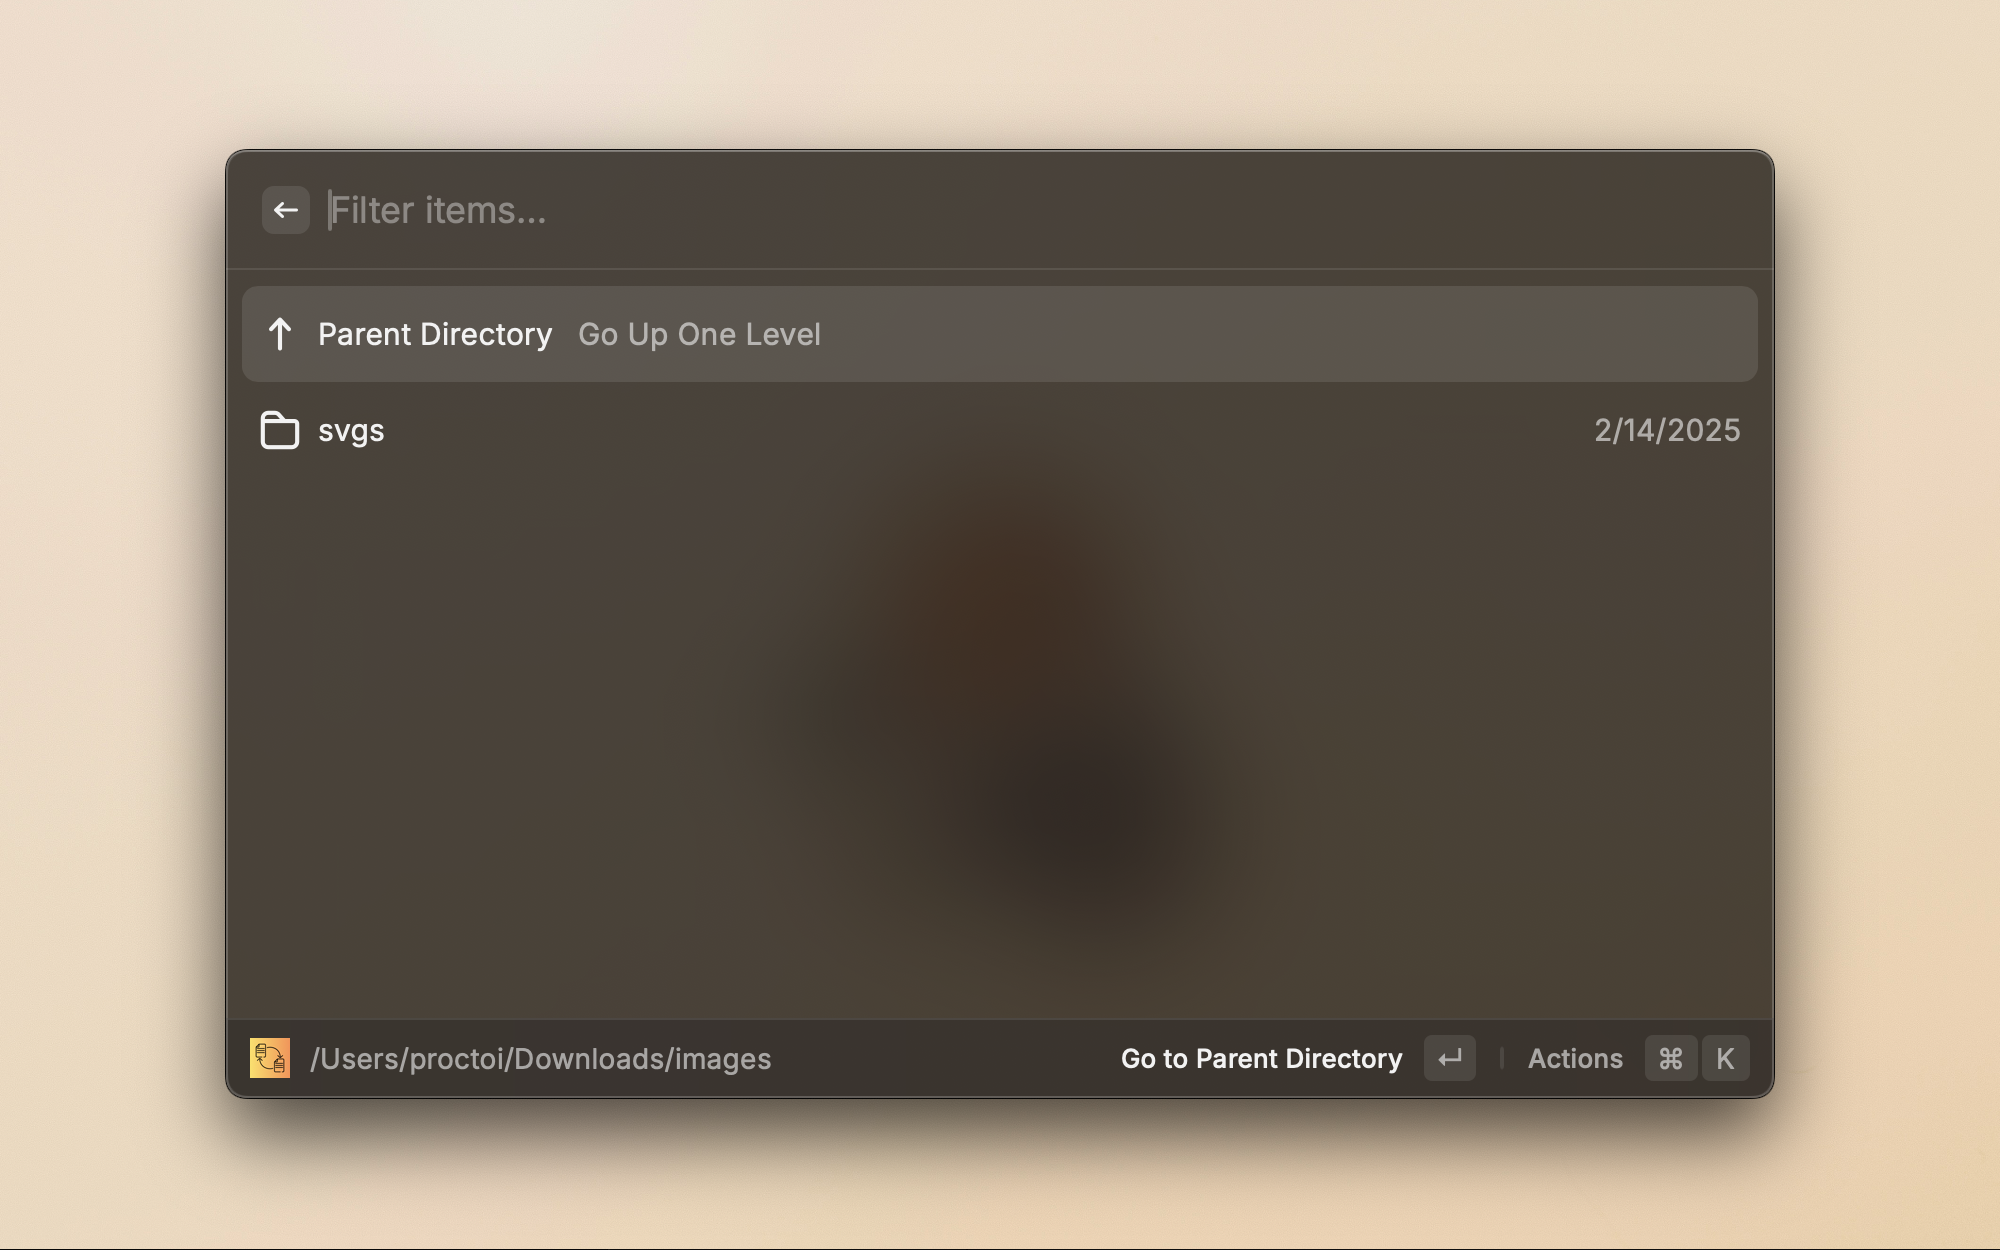 Filter items...
Parent Directory Go Up One Level
svgs 2/14/2025
/Users/proctoi/Downloads/images Go to Parent Directory Actions ⌘ K